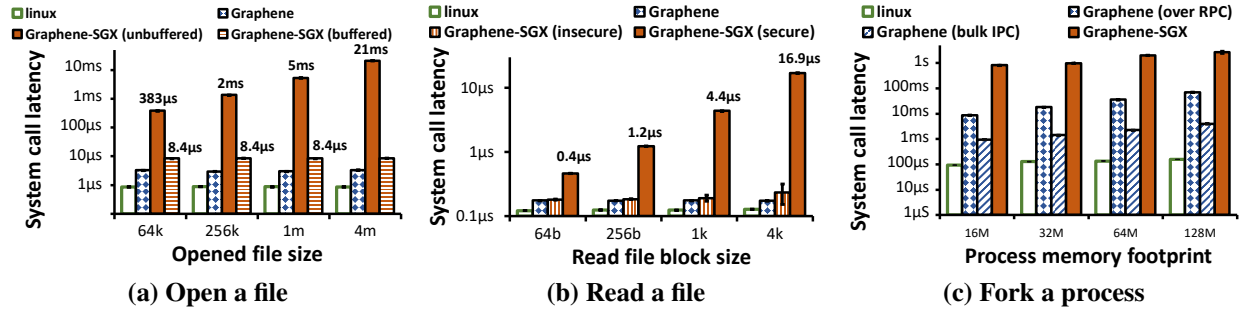 linux Graphene
Graphene-SGX (unbuffered) Graphene-SGX (buffered)
System call latency
10ms
1ms
100µs
10µs
1µs
383µs 2ms 5ms 21ms
8.4µs 8.4µs 8.4µs
64k 256k 1m 4m
Opened file size
(a) Open a file
linux Graphene
Graphene-SGX (insecure) Graphene-SGX (secure)
System call latency
10µs
1µs
0.1µs
0.4µs 1.2µs 4.4µs 16.9µs
64b 256b 1k 4k
Read file block size
(b) Read a file
linux Graphene (over RPC)
Graphene (bulk IPC) Graphene-SGX
System call latency
1s
100ms
10ms
1ms
100µs
10µs
1µS
16M 32M 64M 128M
Process memory footprint
(c) Fork a process